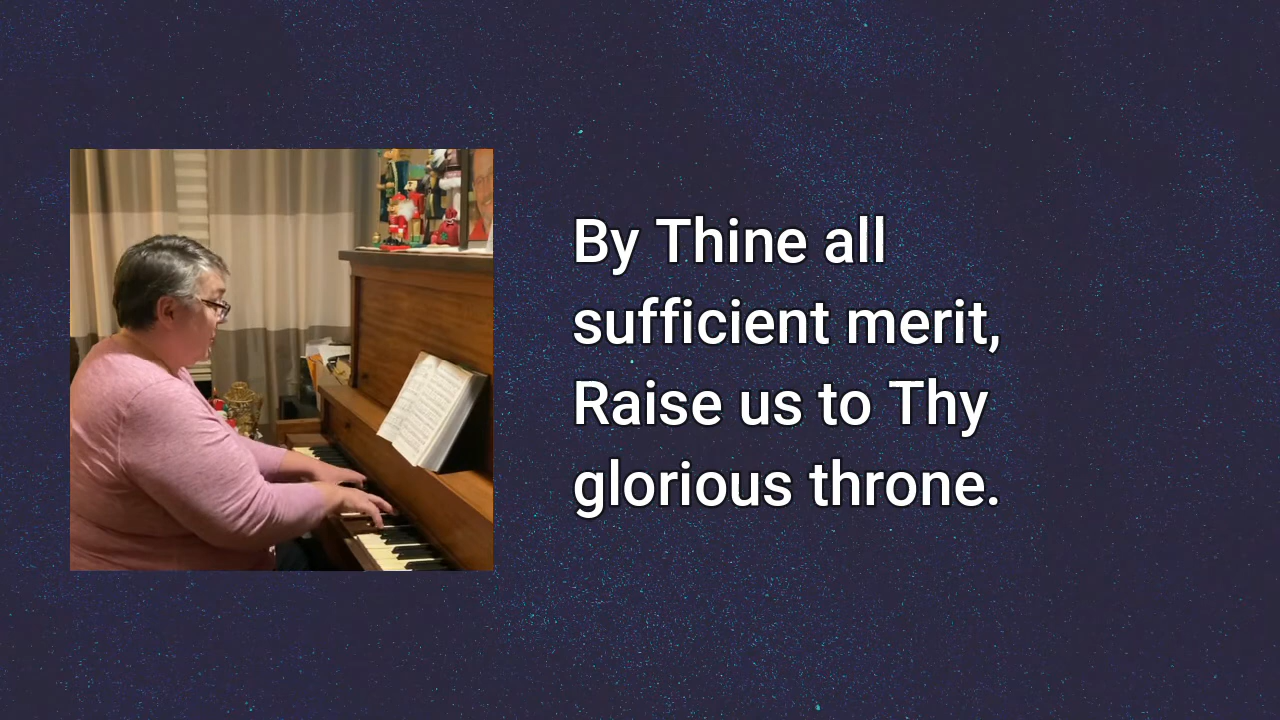 By Thine all
sufficient merit,
Raise us to Thy
glorious throne.